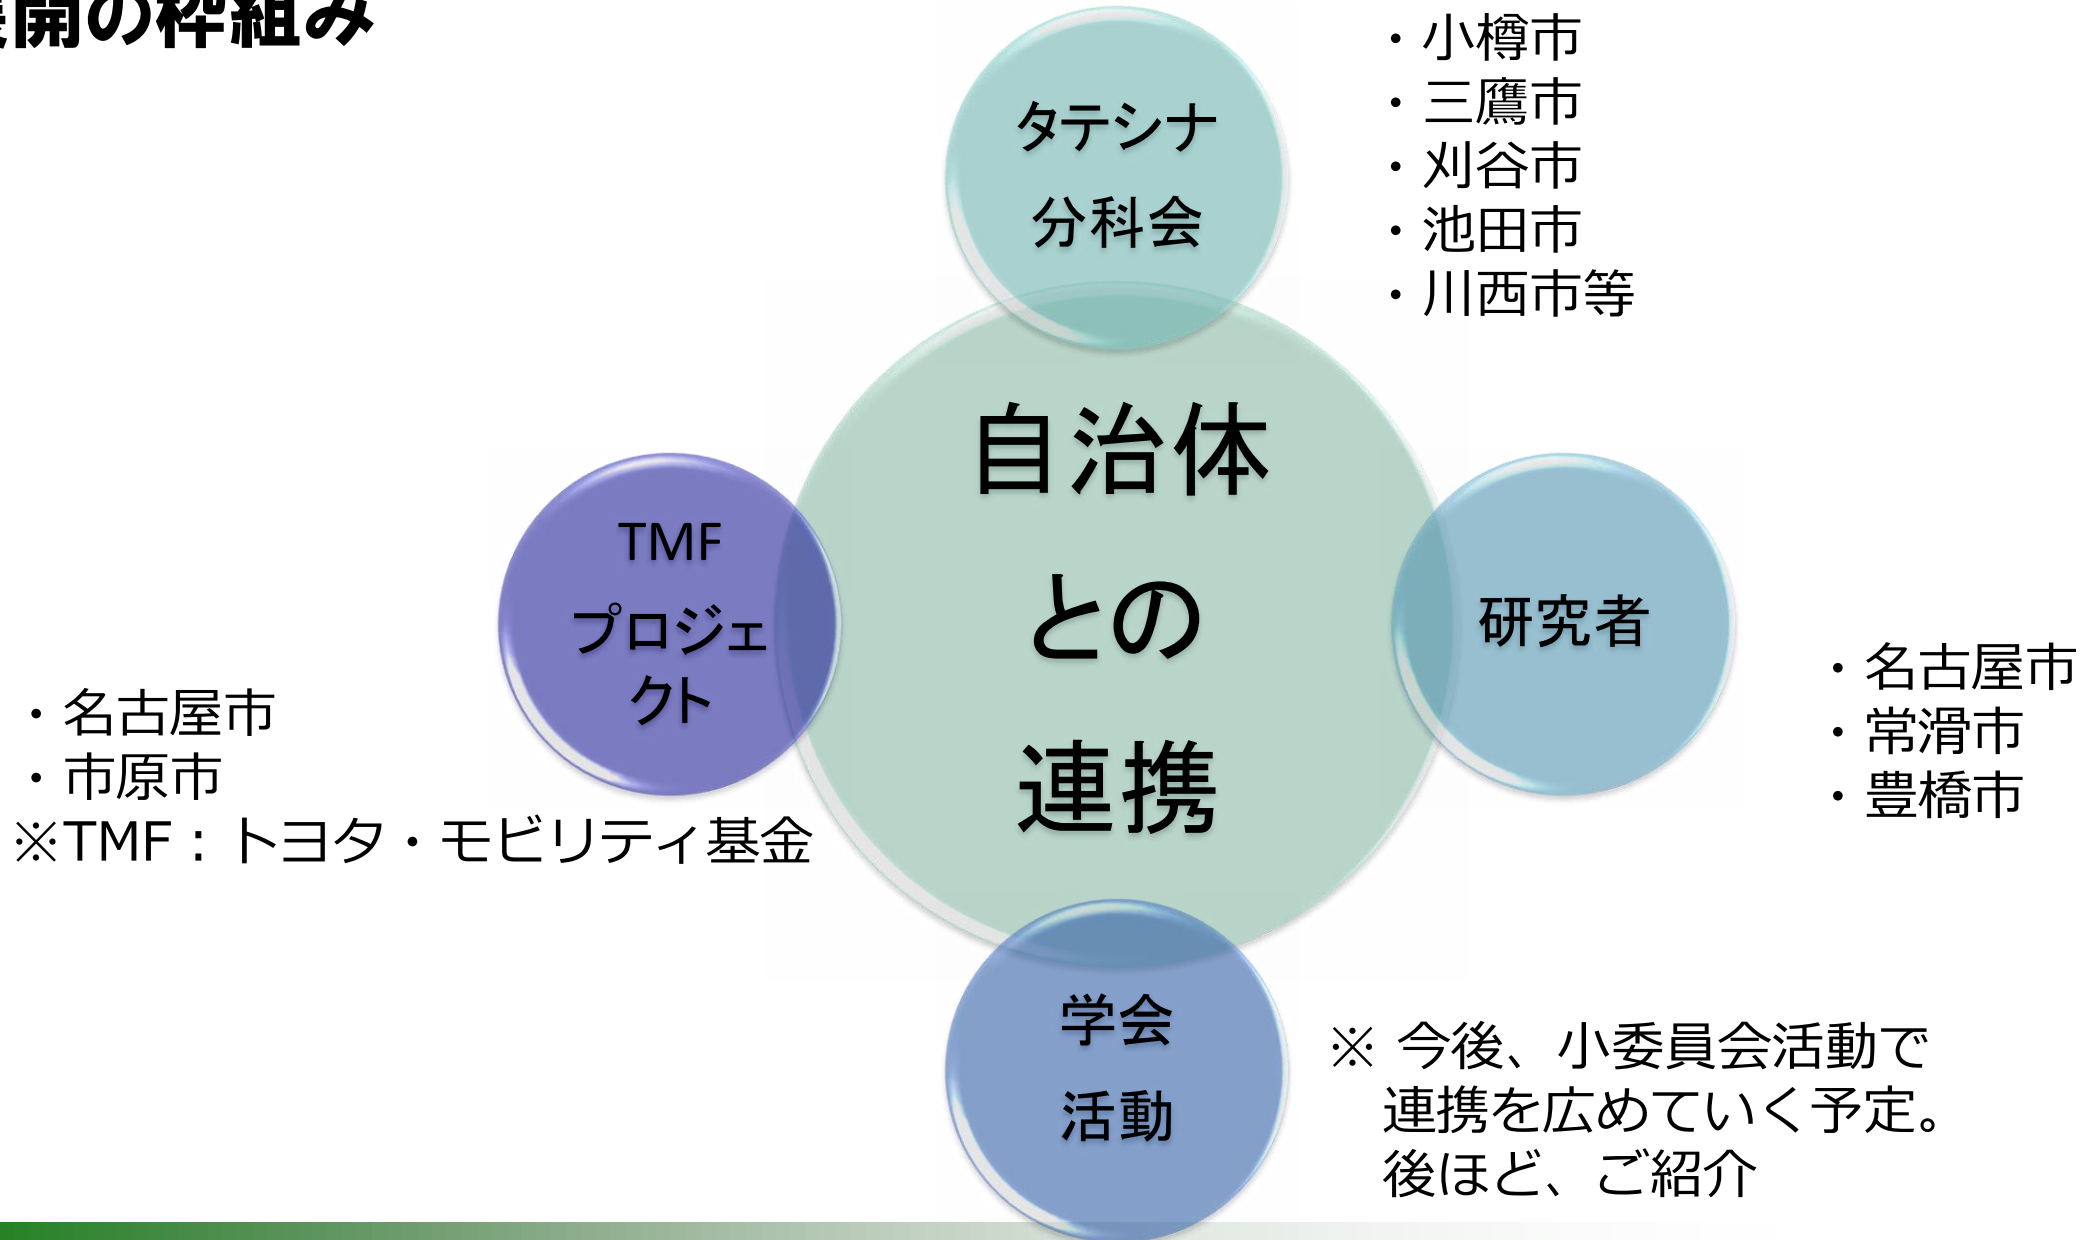 開の枠組み
タテシナ
分科会
・小樽市
・三鷹市
・刈谷市
・池田市
・川西市等
自治体
との
連携
TMF
プロジェ
クト
・名古屋市
・市原市
※TMF：トヨタ・モビリティ基金
研究者
・名古屋市
・常滑市
・豊橋市
学会
活動
※ 今後、小委員会活動で
連携を広めていく予定。
後ほど、ご紹介